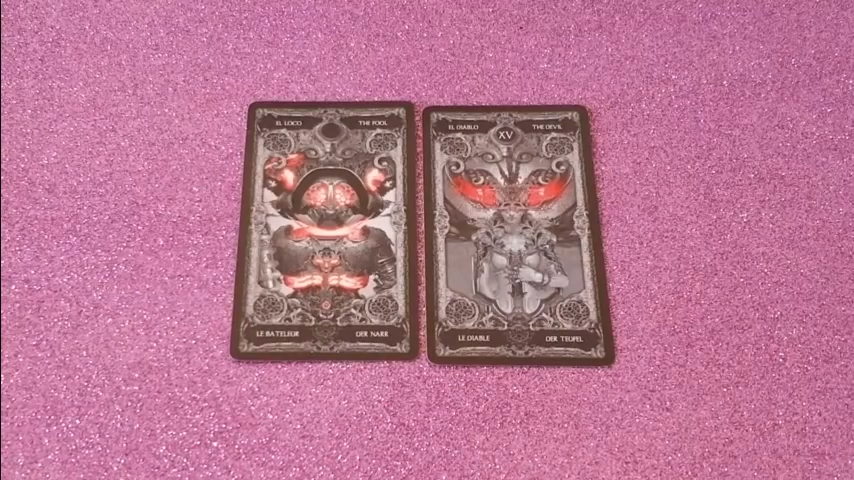 EL LOCO THE FOOL
LE BATELEUR DER NARR
EL DIABLO XV THE DEVIL
LE DIABLE DER TEUFEL